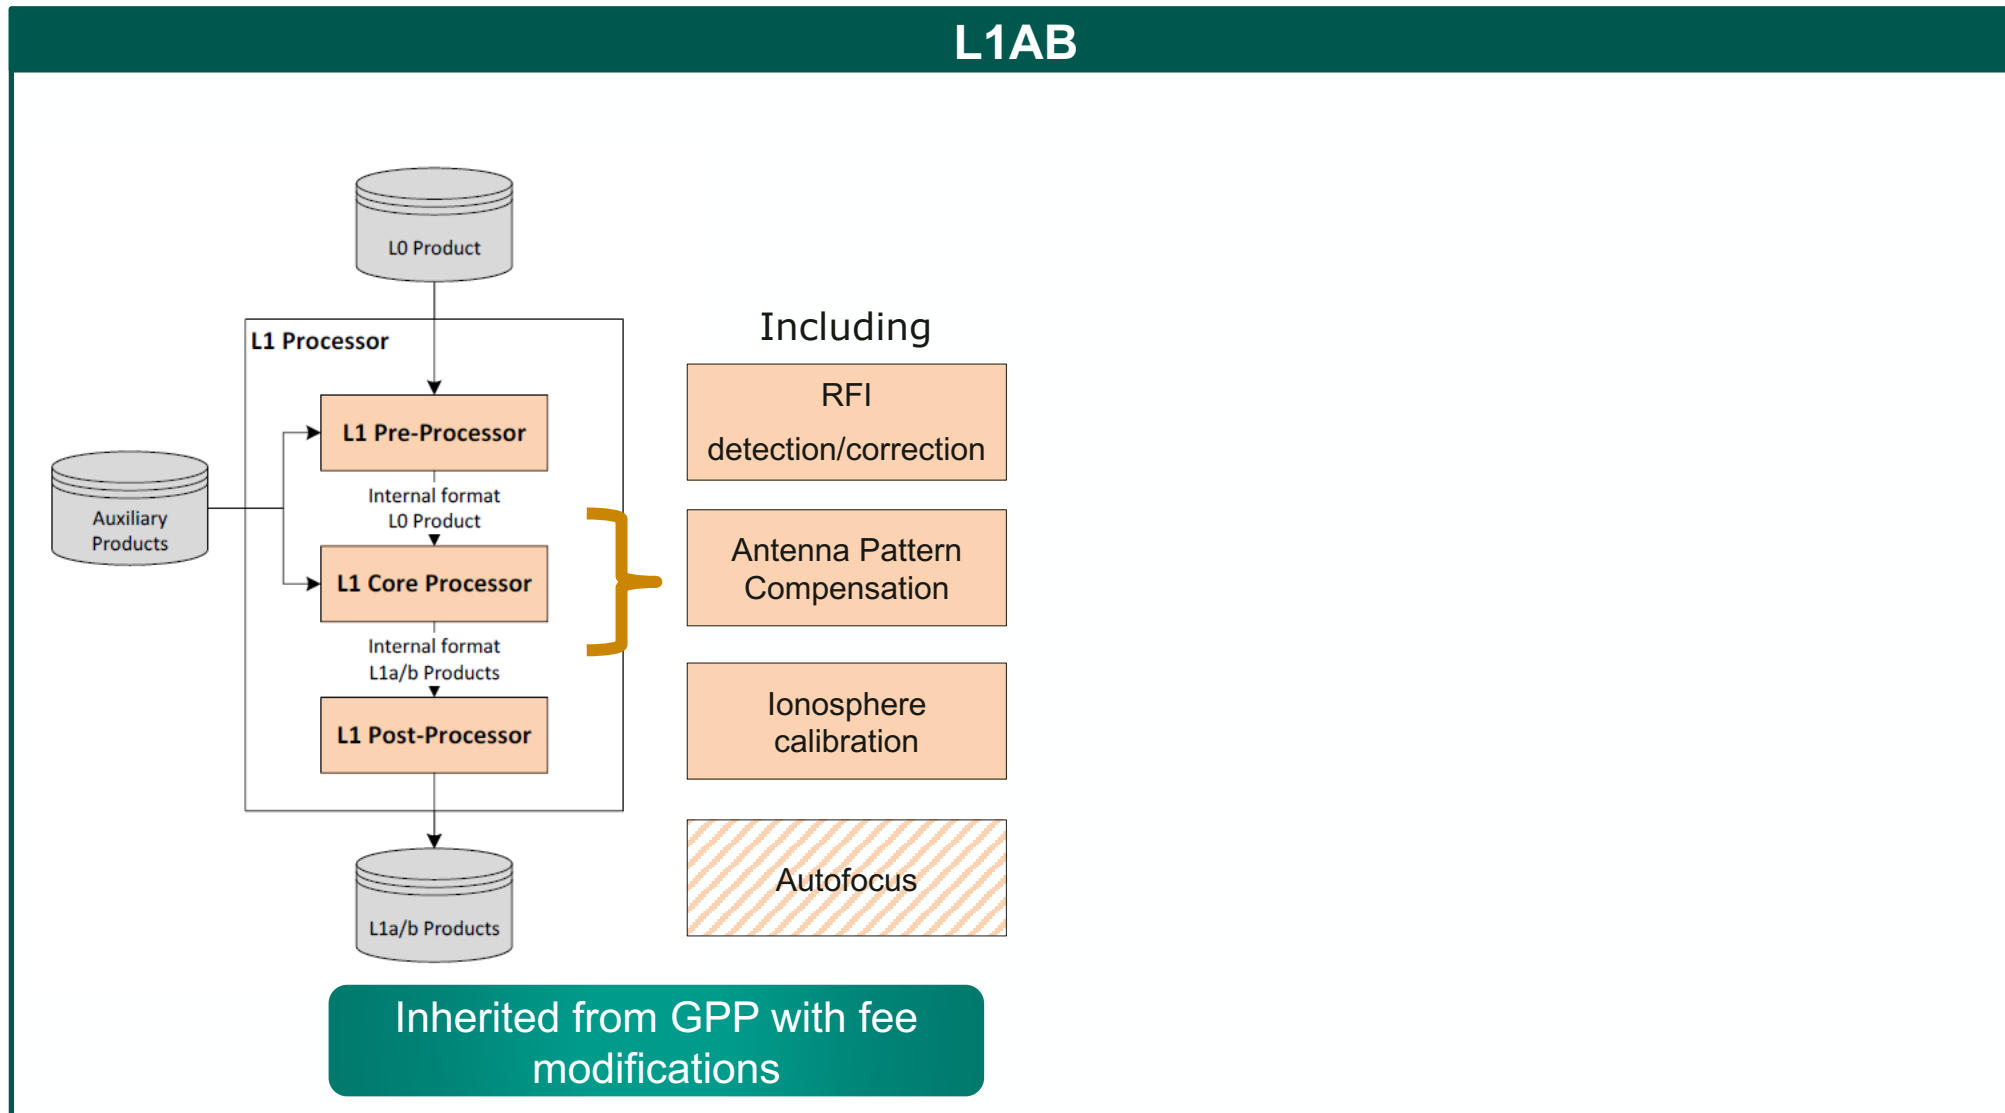 L1AB
L0 Product
L1 Processor
L1 Pre-Processor
Internal format
L0 Product
Auxiliary
Products
L1 Core Processor
Internal format
L1a/b Products
L1 Post-Processor
L1a/b Products
Including
RFI
detection/correction
Antenna Pattern
Compensation
Ionosphere
calibration
Autofocus
Inherited from GPP with fee
modifications